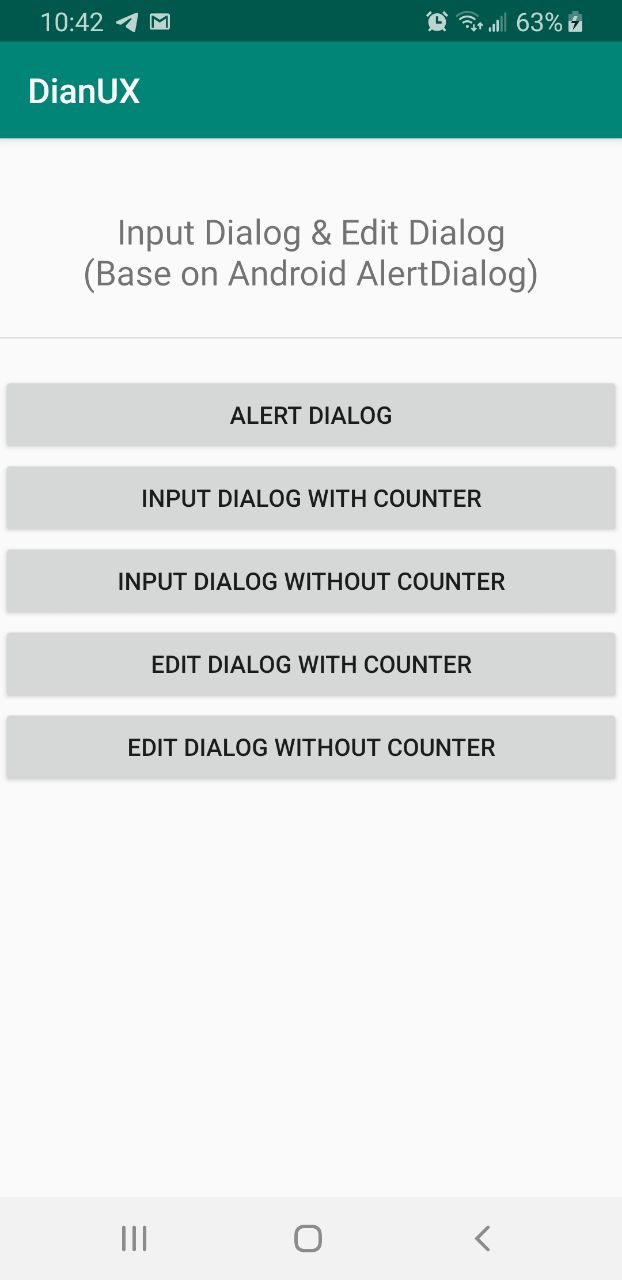 10:42 63%
DianUX
Input Dialog & Edit Dialog
(Base on Android AlertDialog)
ALERT DIALOG
INPUT DIALOG WITH COUNTER
INPUT DIALOG WITHOUT COUNTER
EDIT DIALOG WITH COUNTER
EDIT DIALOG WITHOUT COUNTER